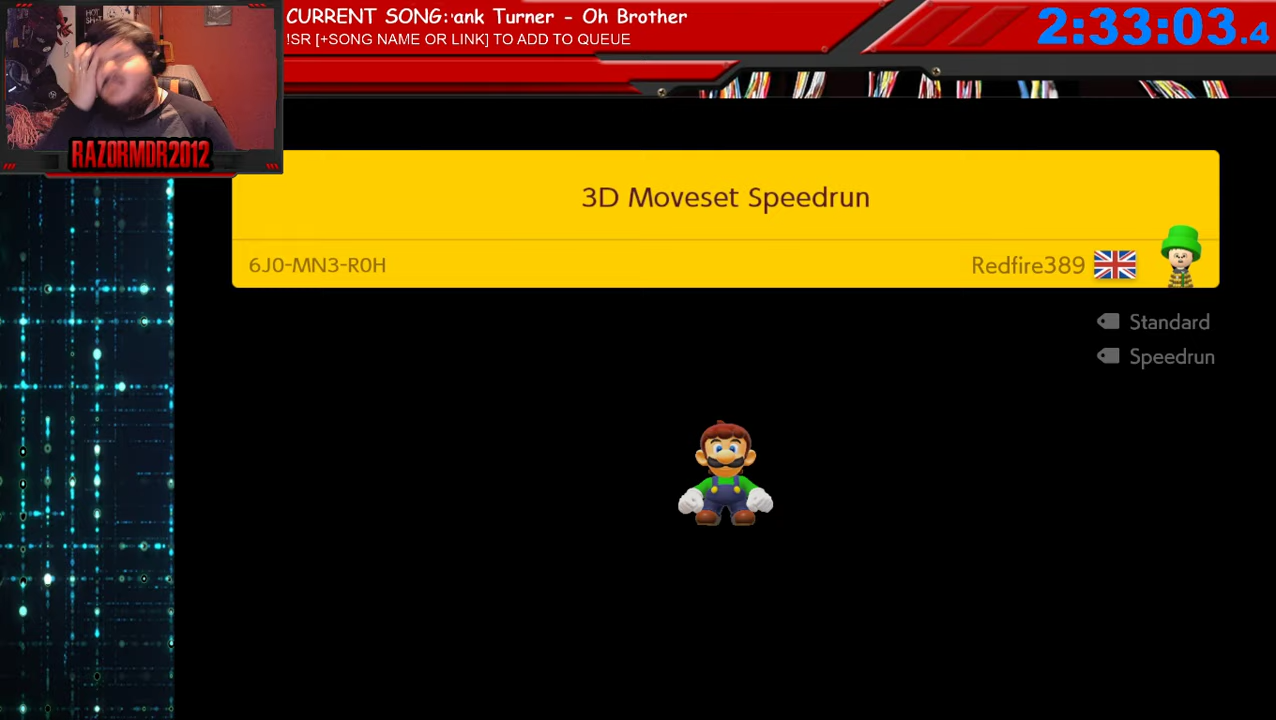 CURRENT SONG: ank Turner - Oh Brother
!SR [+SONG NAME OR LINK] TO ADD TO QUEUE
2:33:03.4
RAZORMDR2012
3D Moveset Speedrun
6J0-MN3-R0H
Redfire389
Standard
Speedrun